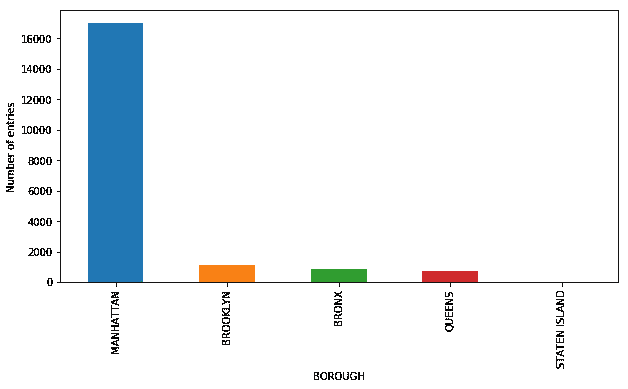 Number of entries
16000
14000
12000
10000
8000
6000
4000
2000
0
MANHATTAN
BROOKLYN
BRONX
QUEENS
STATEN ISLAND
BOROUGH